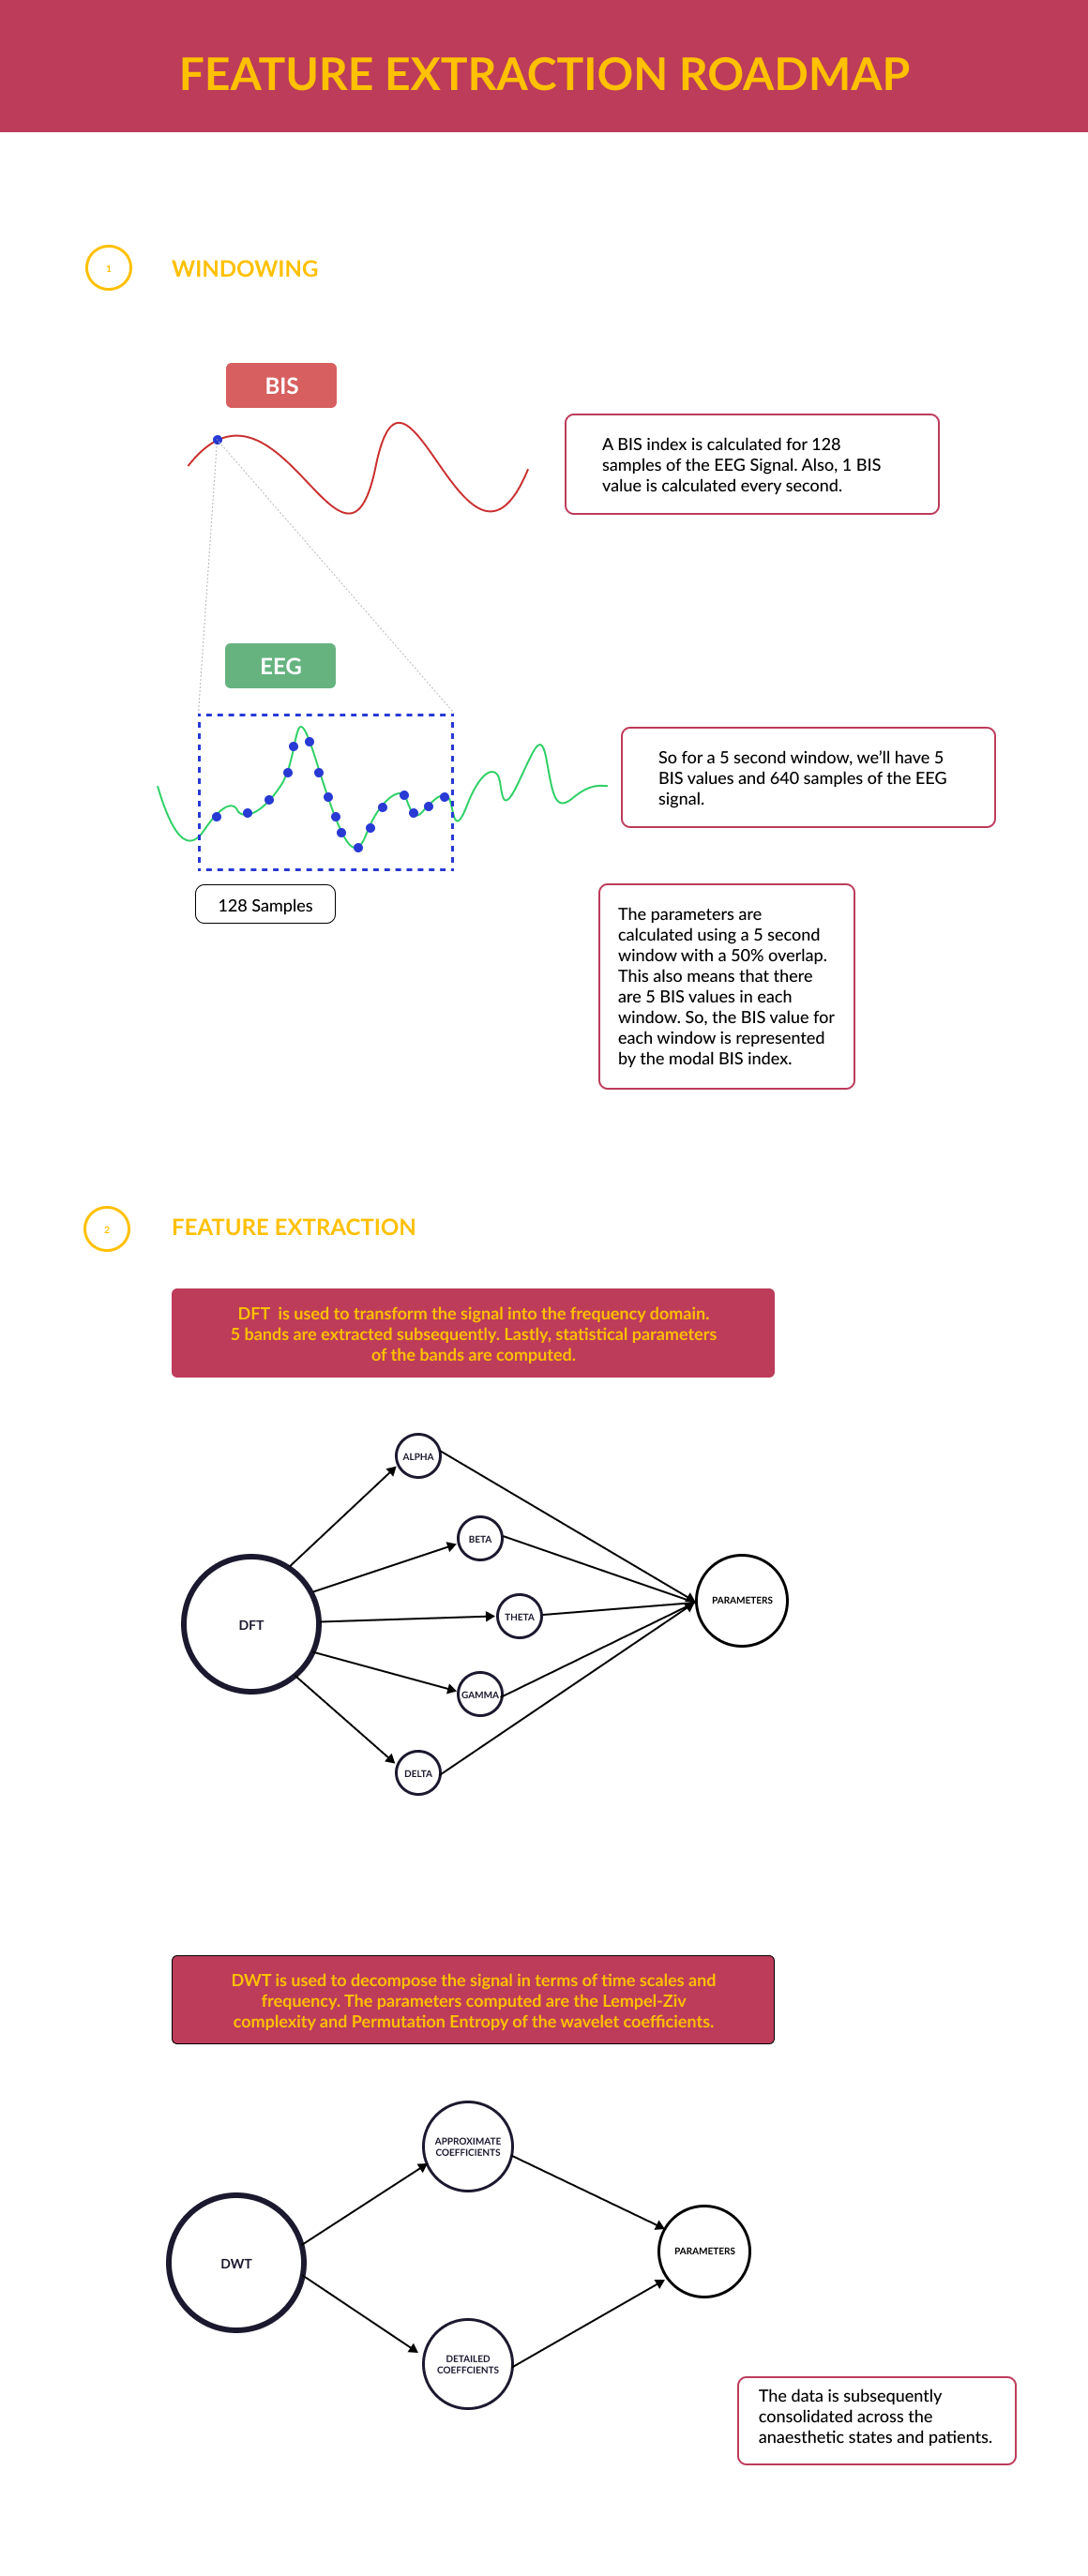 FEATURE EXTRACTION ROADMAP
1
WINDOWING
BIS
A BIS index is calculated for 128
samples of the EEG Signal. Also, 1 BIS
value is calculated every second.
EEG
So for a 5 second window, we'll have 5
BIS values and 640 samples of the EEG
signal.
128 Samples
The parameters are
calculated using a 5 second
window with a 50% overlap.
This also means that there
are 5 BIS values in each
window. So, the BIS value for
each window is represented
by the modal BIS index.
2
FEATURE EXTRACTION
DFT is used to transform the signal into the frequency domain.
5 bands are extracted subsequently. Lastly, statistical parameters
of the bands are computed.
ALPHA
BETA
THETA
GAMMA
DELTA
DFT
PARAMETERS
DWT is used to decompose the signal in terms of time scales and
frequency. The parameters computed are the Lempel-Ziv
complexity and Permutation Entropy of the wavelet coefficients.
APPROXIMATE
COEFFICIENTS
DWT
PARAMETERS
DETAILED
COEFFCIENTS
The data is subsequently
consolidated across the
anaesthetic states and patients.